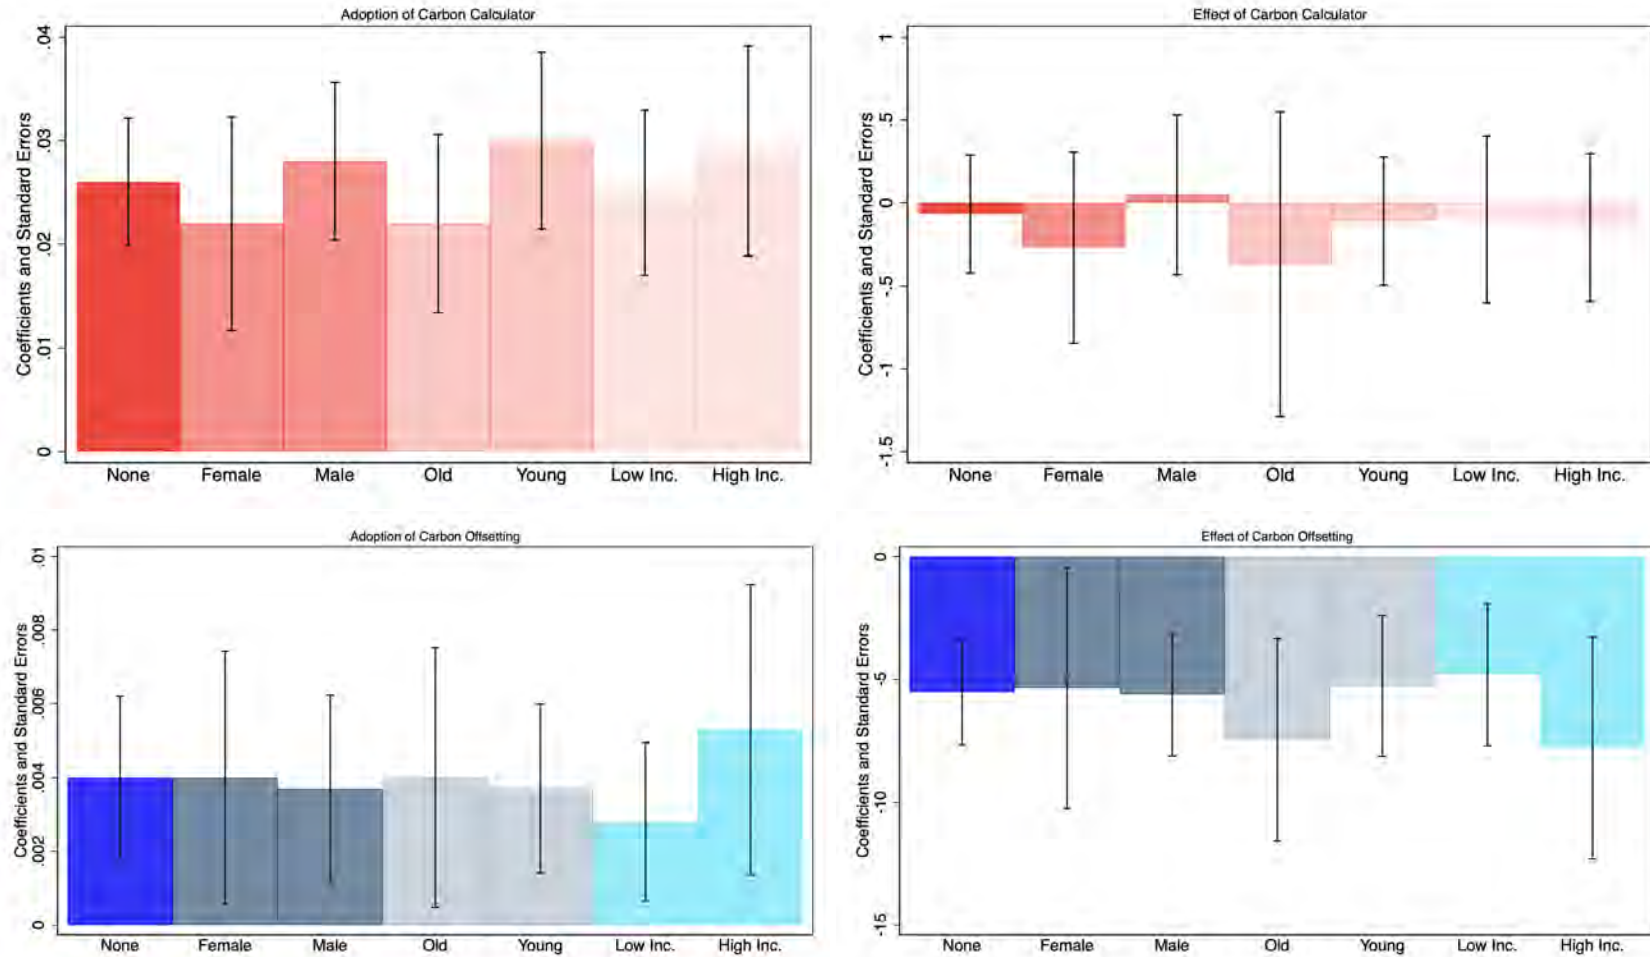 Adoption of Carbon Calculator
Coefficients and Standard Errors
.04
.03
.02
.01
0
None Female Male Old Young Low Inc. High Inc.
Effect of Carbon Calculator
Coefficients and Standard Errors
1
.5
0
-.5
-1
-1.5
None Female Male Old Young Low Inc. High Inc.
Adoption of Carbon Offsetting
Coefficients and Standard Errors
.01
.008
.006
.004
.002
0
None Female Male Old Young Low Inc. High Inc.
Effect of Carbon Offsetting
Coefficients and Standard Errors
0
-5
-10
-15
None Female Male Old Young Low Inc. High Inc.